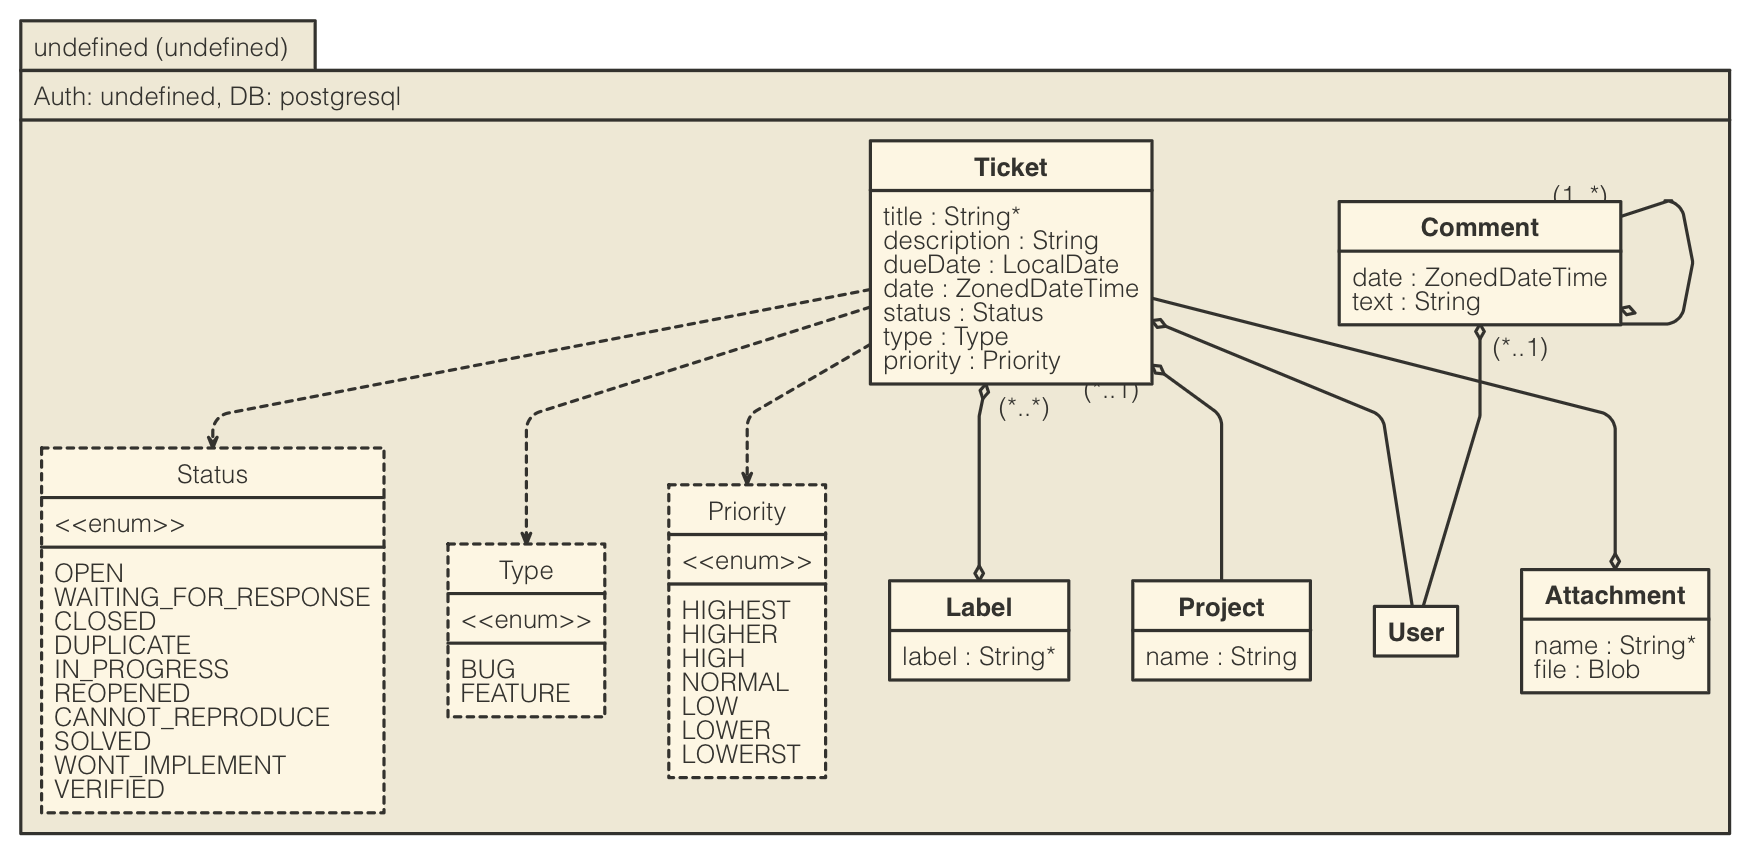 undefined (undefined)
Auth: undefined, DB: postgresql
Ticket
title : String*
description : String
dueDate : LocalDate
date : ZonedDateTime
status : Status
type : Type
priority : Priority
(1..*)
Comment
date : ZonedDateTime
text : String
(*..1)
(*..1)
(*..*)
Status
<<enum>>
OPEN
WAITING_FOR_RESPONSE
CLOSED
DUPLICATE
IN_PROGRESS
REOPENED
CANNOT_REPRODUCE
SOLVED
WONT_IMPLEMENT
VERIFIED
Type
<<enum>>
BUG
FEATURE
Priority
<<enum>>
HIGHEST
HIGHER
HIGH
NORMAL
LOW
LOWER
LOWERST
Label
label : String*
Project
name : String
User
Attachment
name : String*
file : Blob